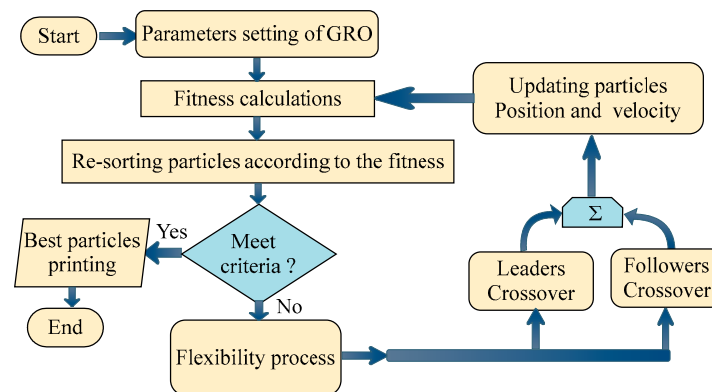 Start
Parameters setting of GRO
Fitness calculations
Re-sorting particles according to the fitness
Meet
criteria ?
Yes
Best particles
printing
End
No
Flexibility process
Leaders
Crossover
Followers
Crossover
Σ
Updating particles
Position and velocity